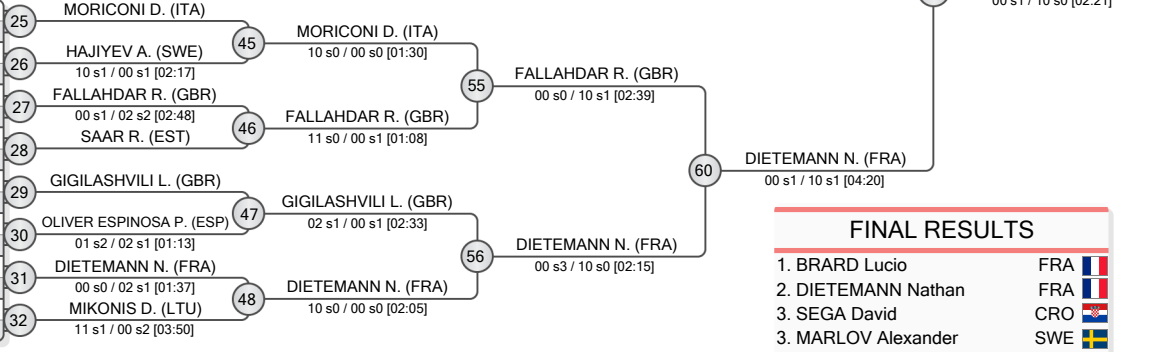 00 s1 / 10 s0 [02:21]
25
MORICONI D. (ITA)
45
MORICONI D. (ITA)
10 s0 / 00 s0 [01:30]
26
HAJIYEV A. (SWE)
10 s1 / 00 s1 [02:17]
55
FALLAHDAR R. (GBR)
00 s0 / 10 s1 [02:39]
27
FALLAHDAR R. (GBR)
00 s1 / 02 s2 [02:48]
46
FALLAHDAR R. (GBR)
11 s0 / 00 s1 [01:08]
28
SAAR R. (EST)
60
DIETEMANN N. (FRA)
00 s1 / 10 s1 [04:20]
29
GIGILASHVILI L. (GBR)
47
GIGILASHVILI L. (GBR)
02 s1 / 00 s1 [02:33]
30
OLIVER ESPINOSA P. (ESP)
01 s2 / 02 s1 [01:13]
56
DIETEMANN N. (FRA)
00 s3 / 10 s0 [02:15]
31
DIETEMANN N. (FRA)
00 s0 / 02 s1 [01:37]
48
DIETEMANN N. (FRA)
10 s0 / 00 s0 [02:05]
32
MIKONIS D. (LTU)
11 s1 / 00 s2 [03:50]
FINAL RESULTS
1. BRARD Lucio FRA
2. DIETEMANN Nathan FRA
3. SEGA David CRO
3. MARLOV Alexander SWE